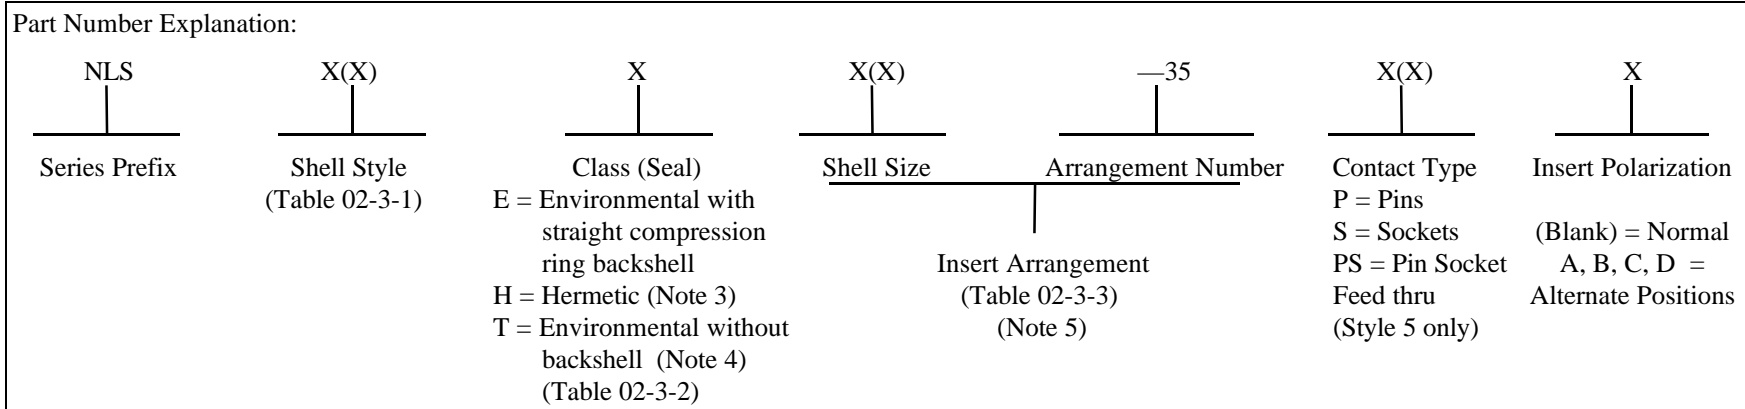 Part Number Explanation:
NLS X(X) X X(X) —35 X(X) X
Series Prefix
Shell Style
(Table 02-3-1)
Class (Seal)
E = Environmental with
straight compression
ring backshell
H = Hermetic (Note 3)
T = Environmental without
backshell (Note 4)
(Table 02-3-2)
Shell Size Arrangement Number
Insert Arrangement
(Table 02-3-3)
(Note 5)
Contact Type
P = Pins
S = Sockets
PS = Pin Socket
Feed thru
(Style 5 only)
Insert Polarization
(Blank) = Normal
A, B, C, D =
Alternate Positions